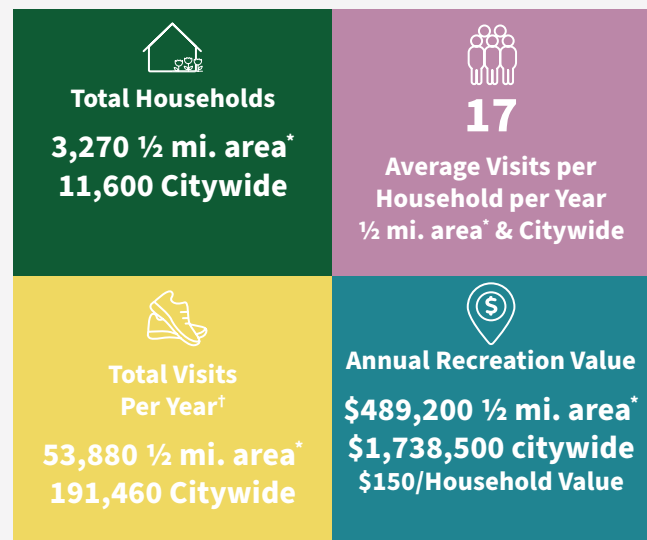 Total Households
3,270 ½ mi. area*
11,600 Citywide
17
Average Visits per
Household per Year
½ mi. area* & Citywide
Total Visits
Per Year†
53,880 ½ mi. area*
191,460 Citywide
$
Annual Recreation Value
$489,200 ½ mi. area*
$1,738,500 citywide
$150/Household Value